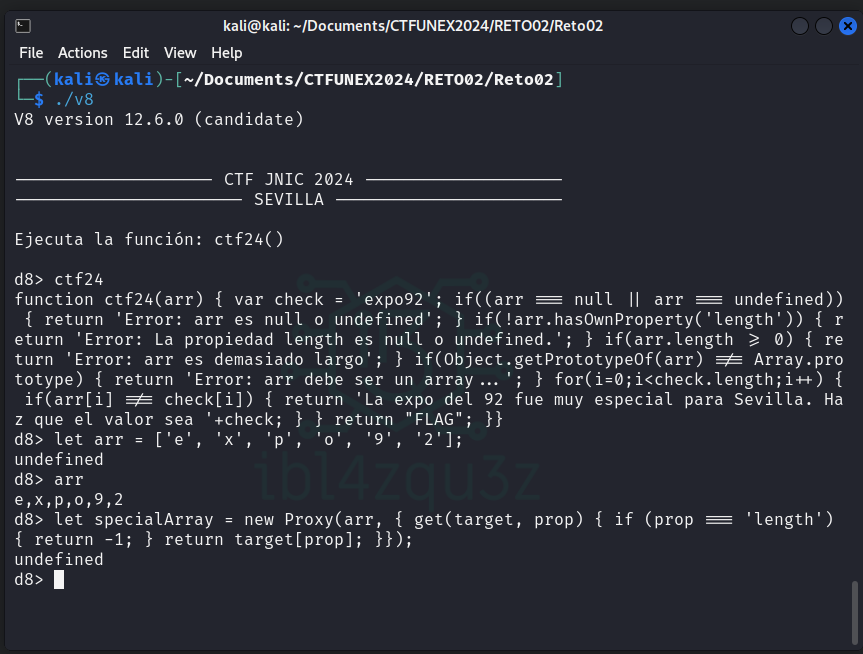 kali@kali: ~/Documents/CTFUNEX2024/RETO02/Reto02
File Actions Edit View Help
┌──(kali㉿kali)-[~/Documents/CTFUNEX2024/RETO02/Reto02]
└─$ ./v8
V8 version 12.6.0 (candidate)
──────────────────── CTF JNIC 2024 ────────────────────
─────────────────────── SEVILLA ───────────────────────
Ejecuta la función: ctf24()
d8> ctf24
function ctf24(arr) { var check = 'expo92'; if((arr === null || arr === undefined))
{ return 'Error: arr es null o undefined'; } if(!arr.hasOwnProperty('length')) { r
eturn 'Error: La propiedad length es null o undefined.'; } if(arr.length >= 0) { re
turn 'Error: arr es demasiado largo'; } if(Object.getPrototypeOf(arr) !== Array.pro
totype) { return 'Error: arr debe ser un array...'; } for(i=0;i<check.length;i++) {
if(arr[i] !== check[i]) { return 'La expo del 92 fue muy especial para Sevilla. Ha
z que el valor sea '+check; } } return "FLAG"; }}
d8> let arr = ['e', 'x', 'p', 'o', '9', '2'];
undefined
d8> arr
e,x,p,o,9,2
d8> let specialArray = new Proxy(arr, { get(target, prop) { if (prop === 'length')
{ return -1; } return target[prop]; }});
undefined
d8>
ibl4zqu3z